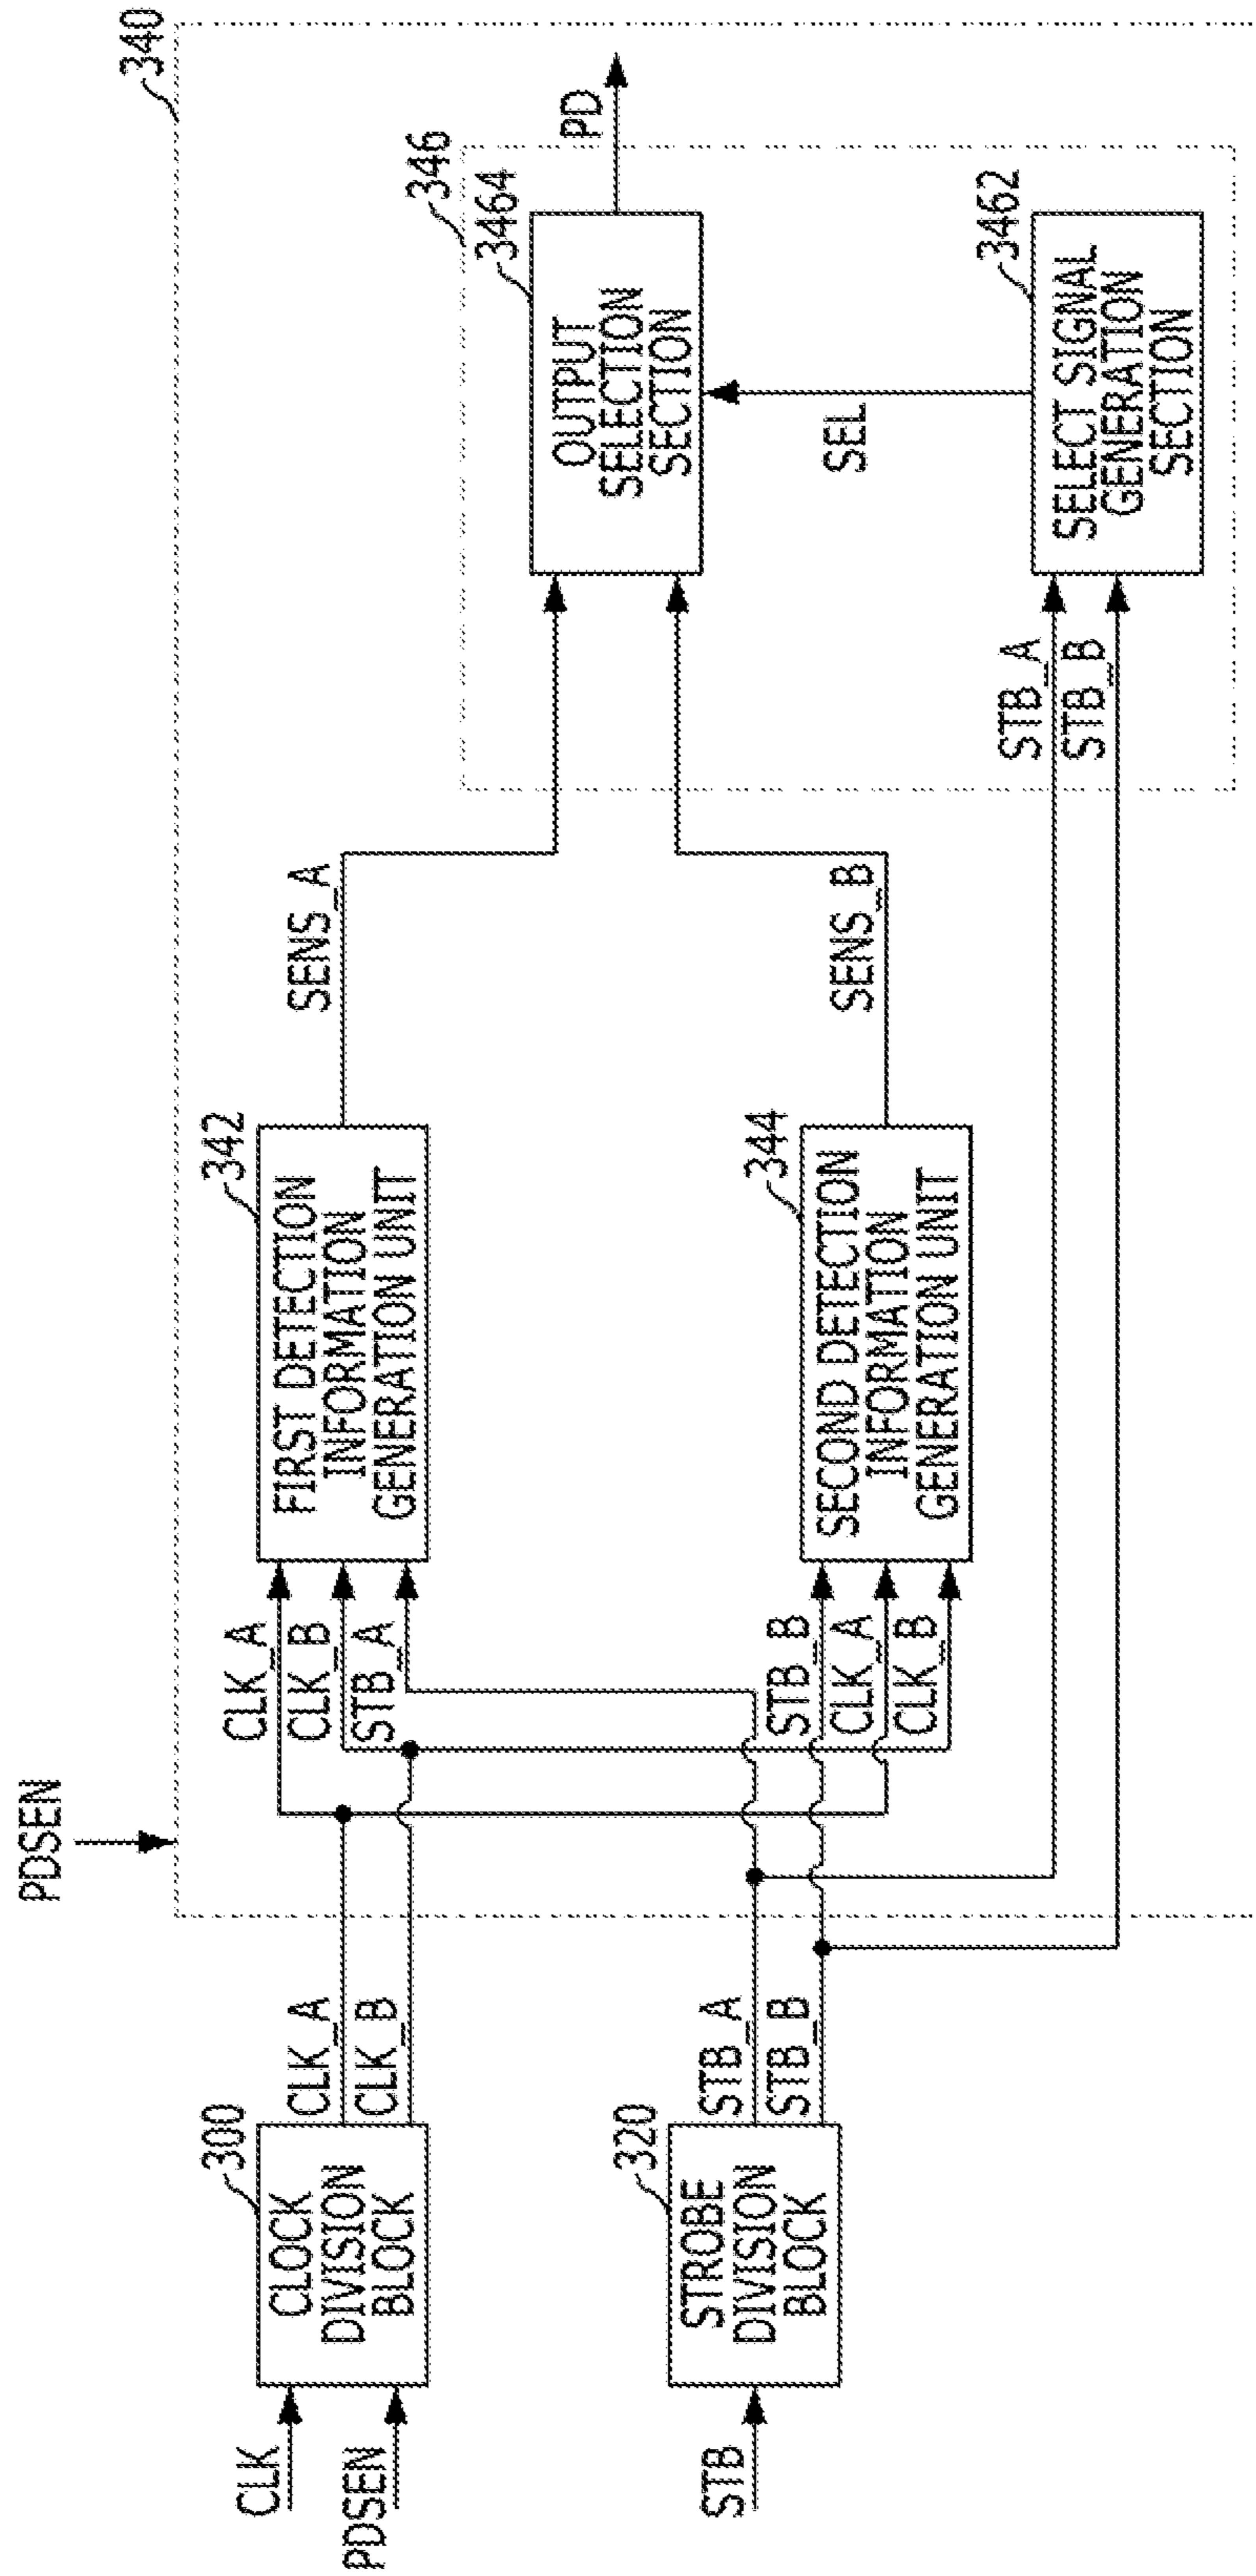 PDSEN
340
CLK
PDSEN
CLOCK
DIVISION
BLOCK
300
CLK_A
CLK_B
CLK_A
CLK_B
STB_A
FIRST DETECTION
INFORMATION
GENERATION UNIT
342
SENS_A
346
OUTPUT
SELECTION
SECTION
3464
PD
STB
STROBE
DIVISION
BLOCK
320
STB_A
STB_B
STB_B
CLK_A
CLK_B
SECOND DETECTION
INFORMATION
GENERATION UNIT
344
SENS_B
SEL
STB_A
STB_B
SELECT SIGNAL
GENERATION
SECTION
3462